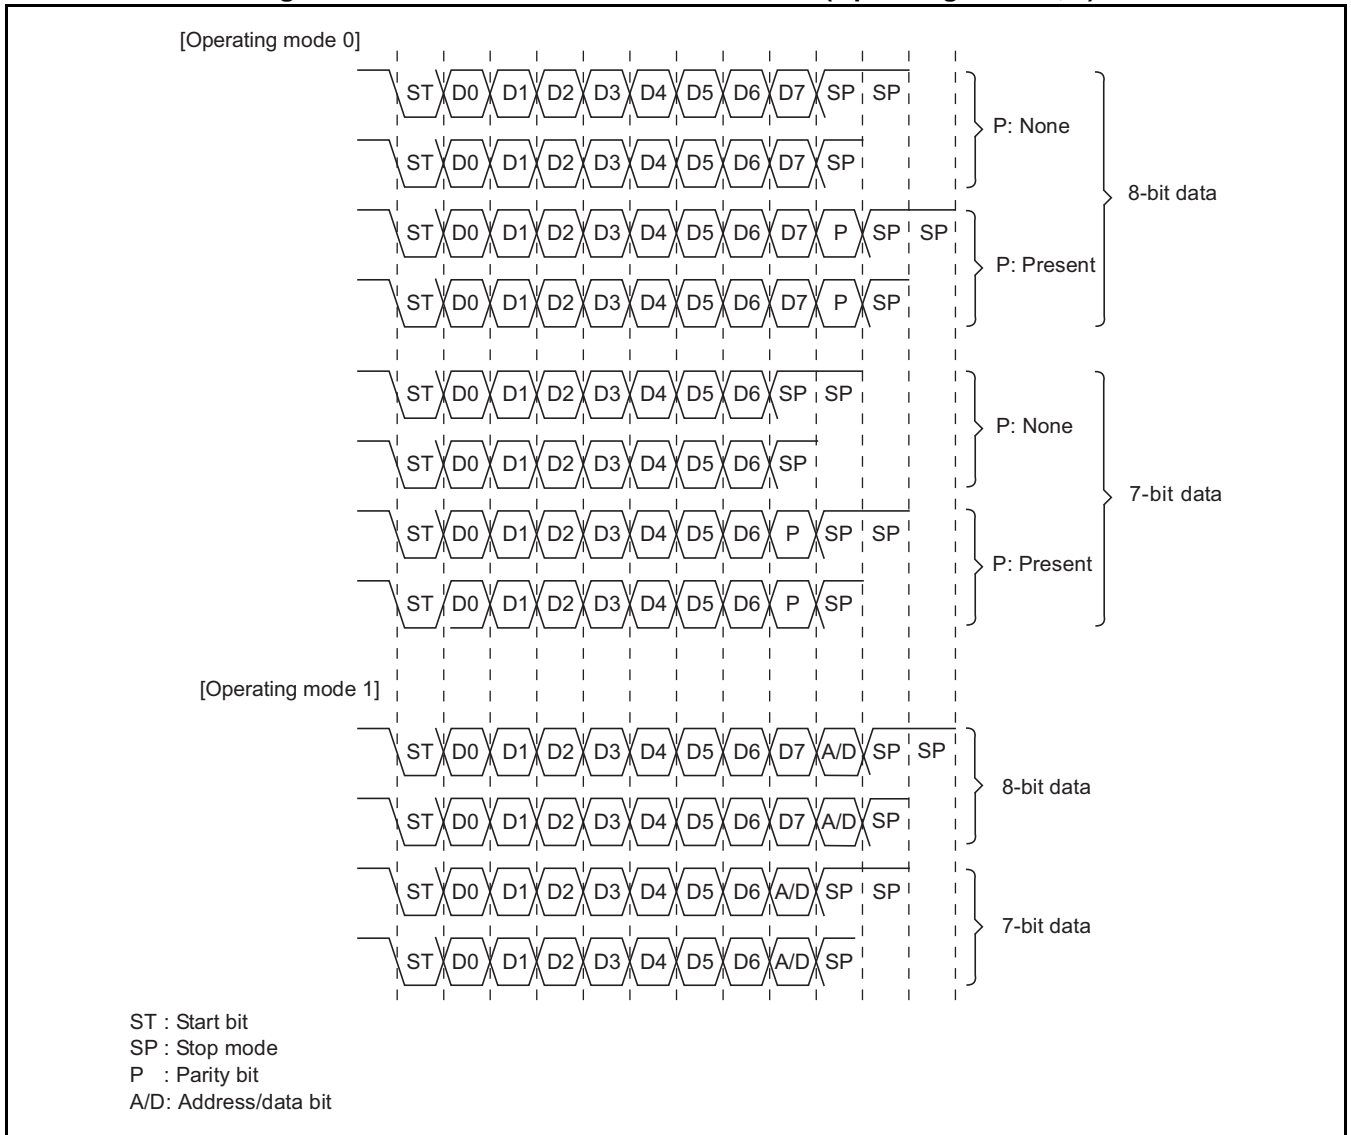 [Operating mode 0]
ST D0 D1 D2 D3 D4 D5 D6 D7 SP SP
P: None
ST D0 D1 D2 D3 D4 D5 D6 D7 SP
8-bit data
ST D0 D1 D2 D3 D4 D5 D6 D7 P SP SP
P: Present
ST D0 D1 D2 D3 D4 D5 D6 D7 P SP
ST D0 D1 D2 D3 D4 D5 D6 SP SP
P: None
ST D0 D1 D2 D3 D4 D5 D6 SP
7-bit data
ST D0 D1 D2 D3 D4 D5 D6 P SP SP
P: Present
ST D0 D1 D2 D3 D4 D5 D6 P SP
[Operating mode 1]
ST D0 D1 D2 D3 D4 D5 D6 D7 A/D SP SP
8-bit data
ST D0 D1 D2 D3 D4 D5 D6 D7 A/D SP
ST D0 D1 D2 D3 D4 D5 D6 A/D SP SP
7-bit data
ST D0 D1 D2 D3 D4 D5 D6 A/D SP
ST : Start bit
SP : Stop mode
P : Parity bit
A/D: Address/data bit